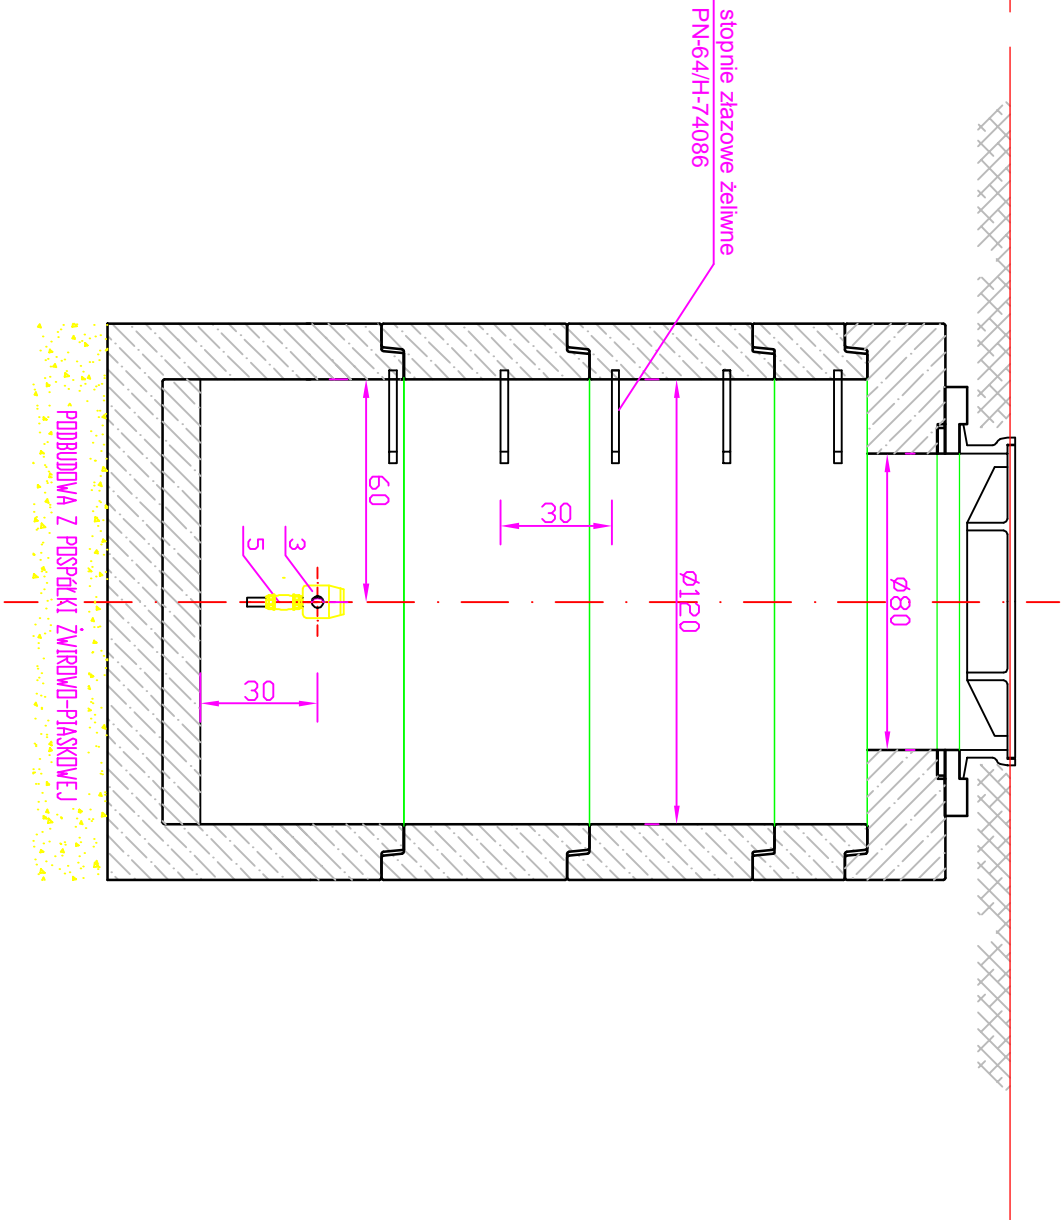 stopnie złazowe żeliwne
PN-64/H-74086
Ø80
Ø120
30
60
3
5
30
PODBUDOWA Z POSPÓŁKI ŻWIROWO-PIASKOWEJ